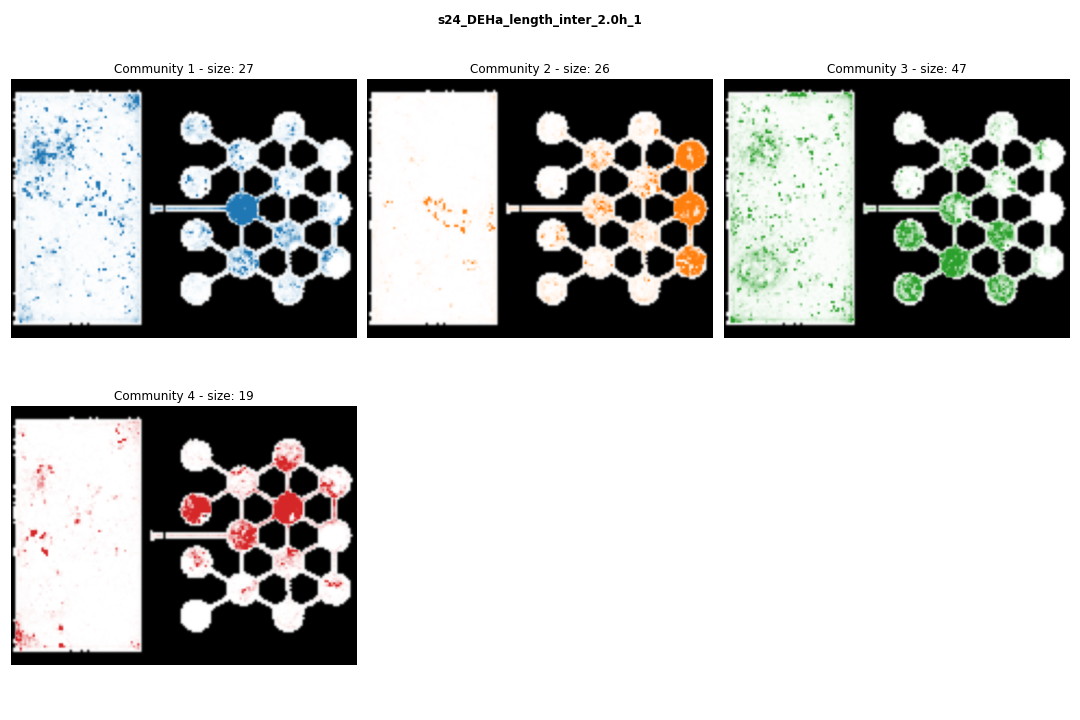 s24_DEHa_length_inter_2.0h_1
Community 1 - size: 27
Community 2 - size: 26
Community 3 - size: 47
Community 4 - size: 19